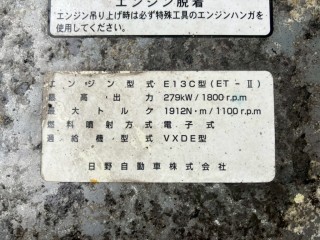 エンジン脱着
エンジン吊り上げ時は必ず特殊工具のエンジンハンガを
使用してください。
エンジン型式 E13C型(ET-Ⅱ)
最高出力 279kW/1800r.p.m
最大トルク 1912N・m/1100r.p.m
燃料噴射方式 電子式
過給機型式 VXDE型
日野自動車株式会社